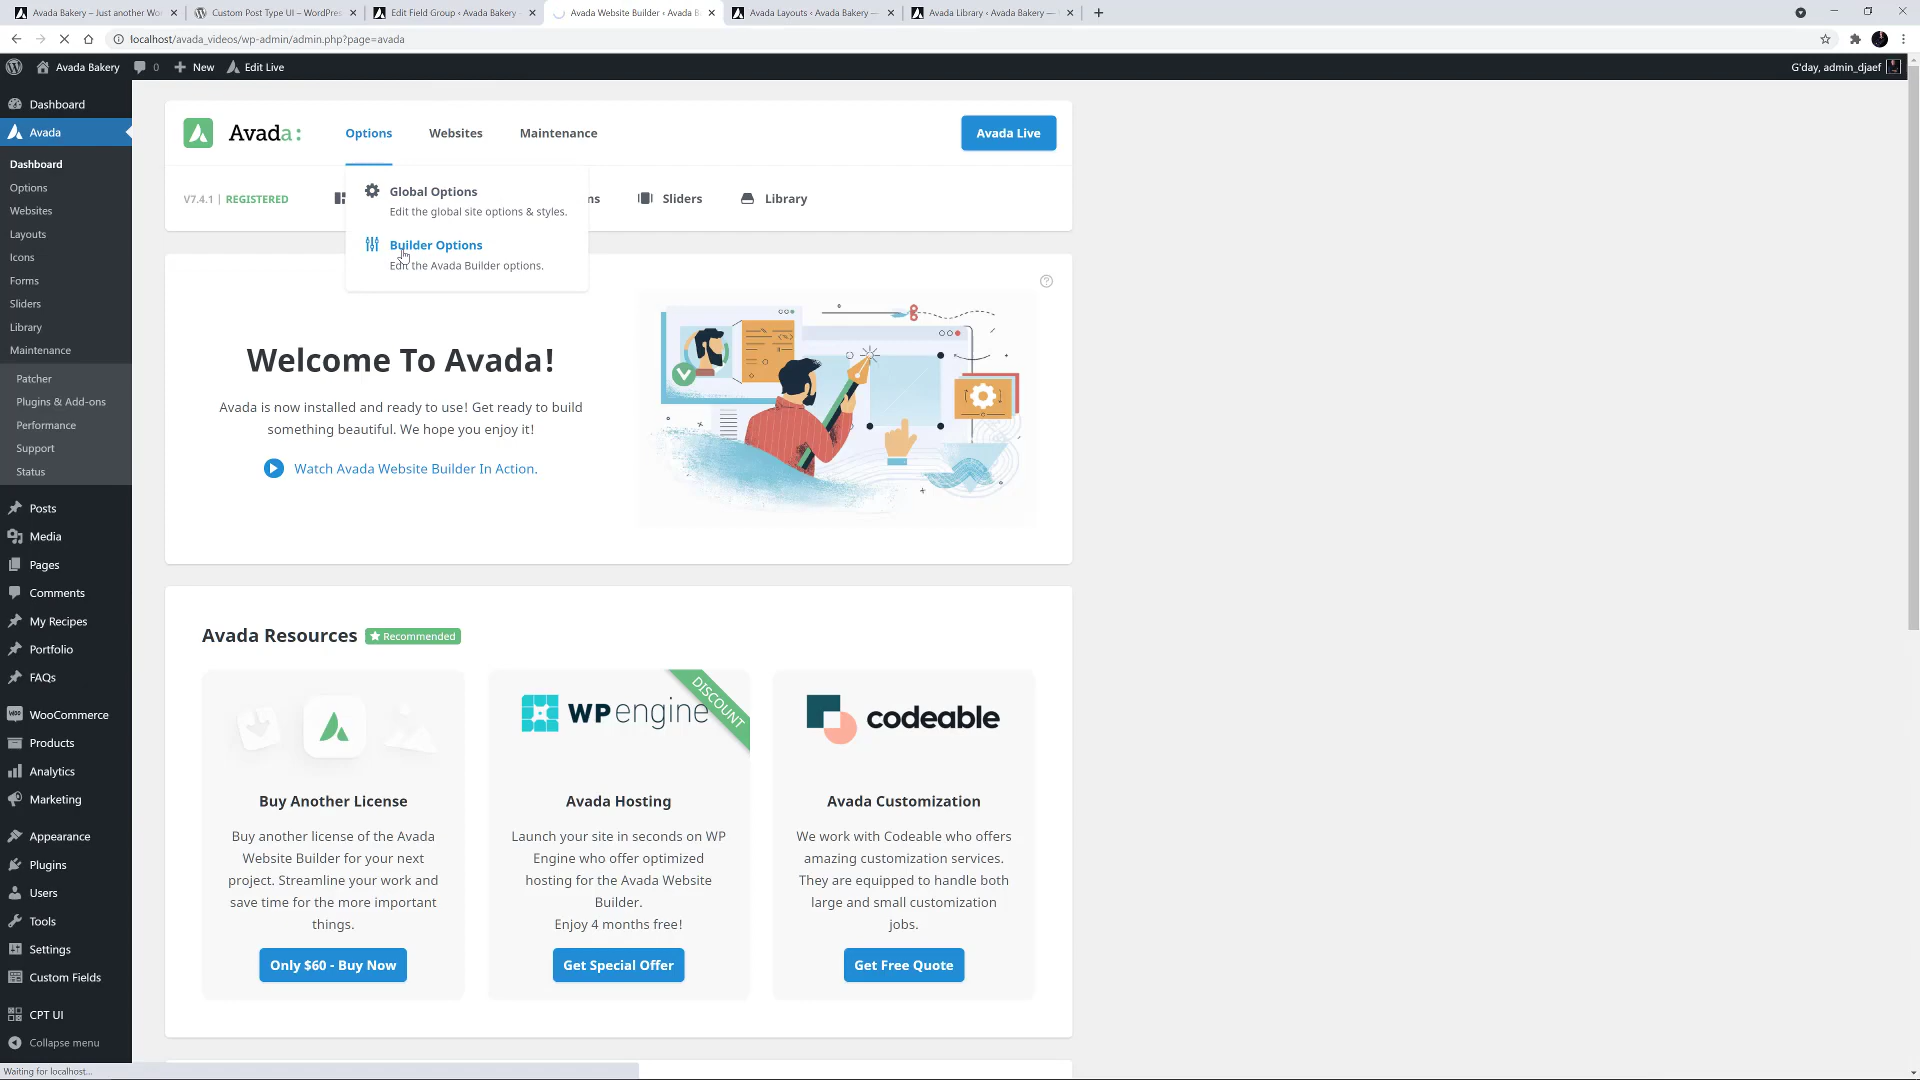 Avada Bakery – Just another Wo
Custom Post Type UI – WordPres
Edit Field Group ‹ Avada Bakery
Avada Website Builder ‹ Avada B
Avada Layouts ‹ Avada Bakery —
Avada Library ‹ Avada Bakery —
localhost/avada_videos/wp-admin/admin.php?page=avada
Avada Bakery
0
New
Edit Live
G'day, admin_djaef
Dashboard
Avada
Dashboard
Options
Websites
Layouts
Icons
Forms
Sliders
Library
Maintenance
Patcher
Plugins & Add-ons
Performance
Support
Status
Posts
Media
Pages
Comments
My Recipes
Portfolio
FAQs
WooCommerce
Products
Analytics
Marketing
Appearance
Plugins
Users
Tools
Settings
Custom Fields
CPT UI
Collapse menu
Waiting for localhost...
Avada:
Options
Websites
Maintenance
Avada Live
V7.4.1 | REGISTERED
ns
Sliders
Library
Global Options
Edit the global site options & styles.
Builder Options
Edit the Avada Builder options.
Welcome To Avada!
Avada is now installed and ready to use! Get ready to build
something beautiful. We hope you enjoy it!
Watch Avada Website Builder In Action.
Avada Resources
Recommended
Buy Another License
Buy another license of the Avada
Website Builder for your next
project. Streamline your work and
save time for the more important
things.
Only $60 - Buy Now
WP engine
DISCOUNT
Avada Hosting
Launch your site in seconds on WP
Engine who offer optimized
hosting for the Avada Website
Builder.
Enjoy 4 months free!
Get Special Offer
codeable
Avada Customization
We work with Codeable who offers
amazing customization services.
They are equipped to handle both
large and small customization
jobs.
Get Free Quote